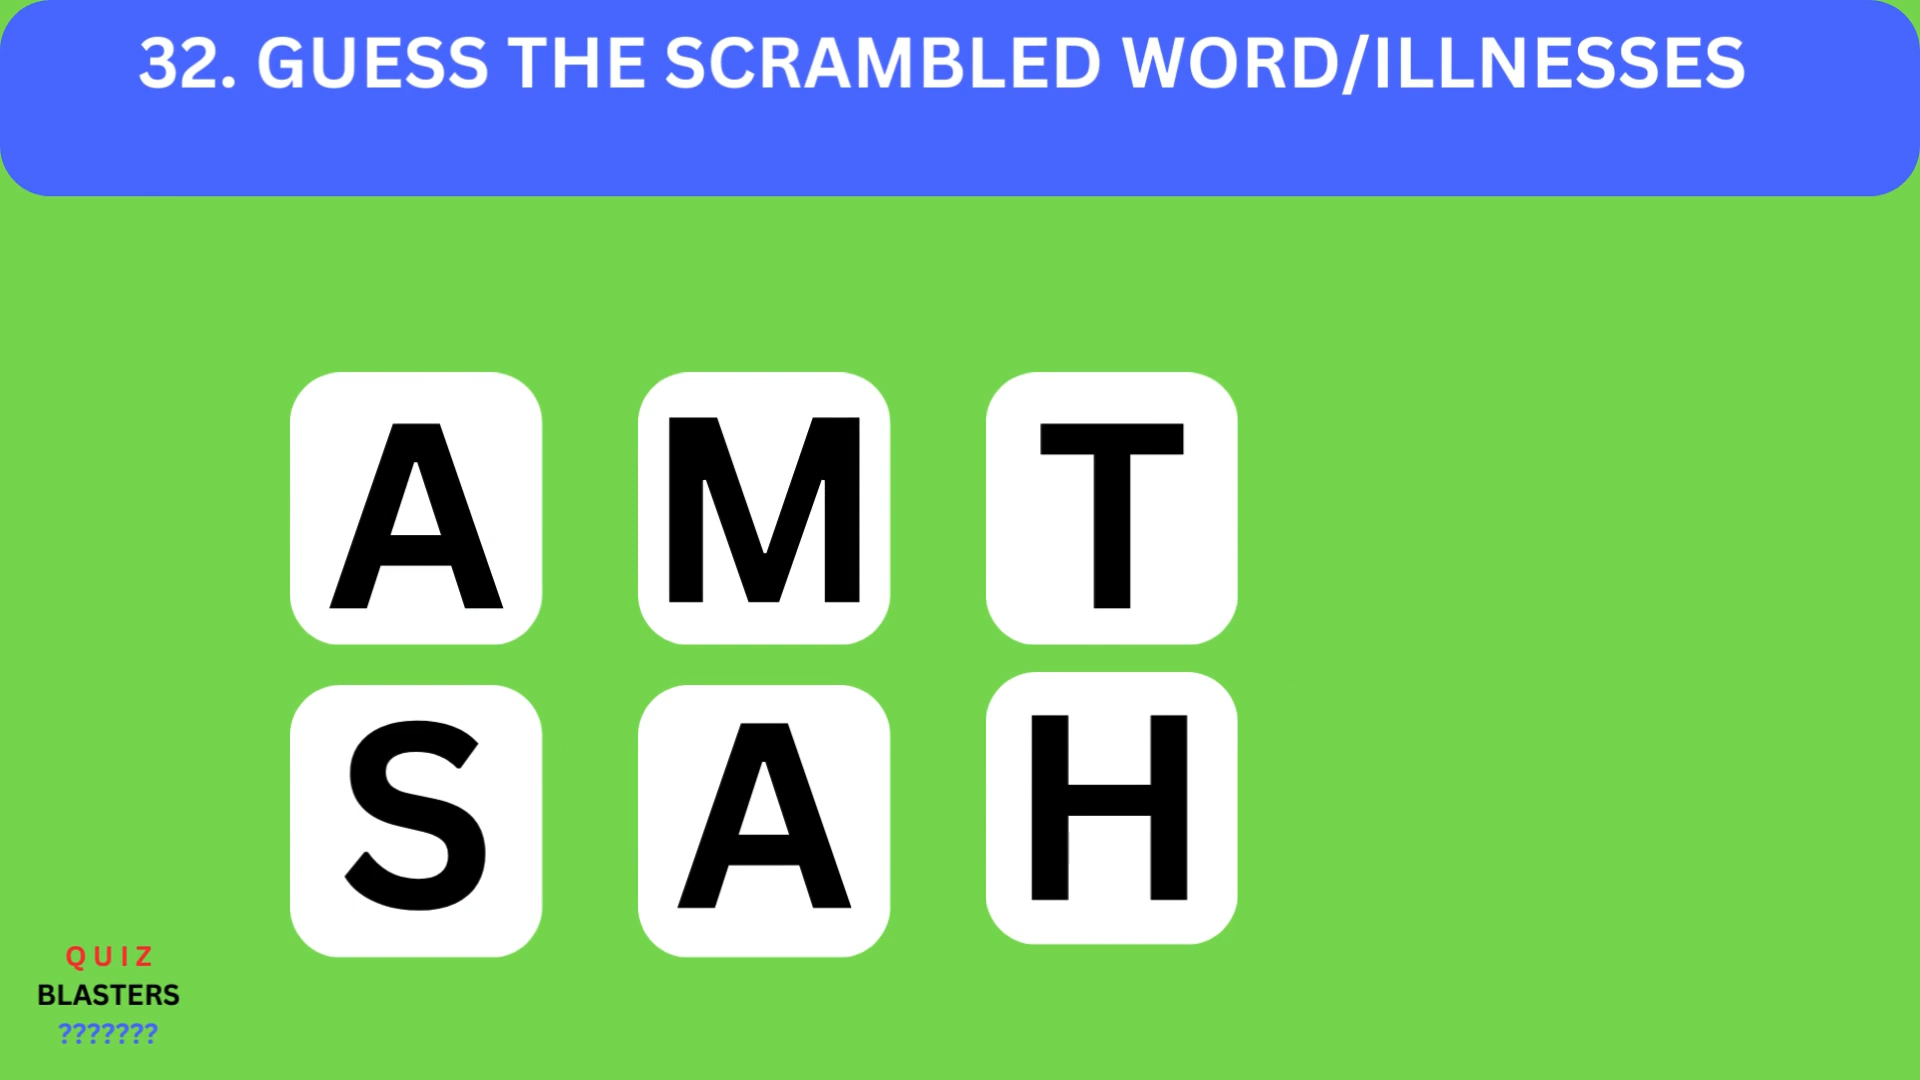 32. GUESS THE SCRAMBLED WORD/ILLNESSES
A M T
S A H
QUIZ
BLASTERS
???????